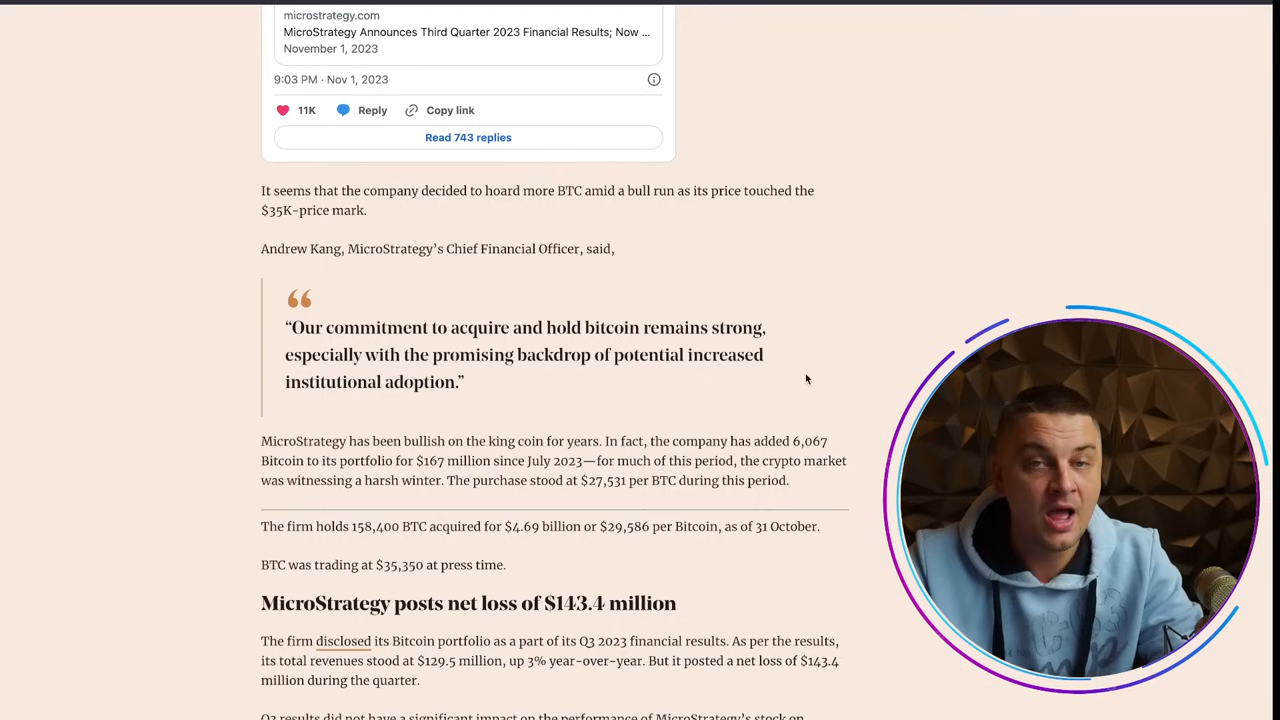 microstrategy.com
MicroStrategy Announces Third Quarter 2023 Financial Results; Now ...
November 1, 2023
9:03 PM · Nov 1, 2023
11K Reply Copy link
Read 743 replies
It seems that the company decided to hoard more BTC amid a bull run as its price touched the
$35K-price mark.
Andrew Kang, MicroStrategy’s Chief Financial Officer, said,
“Our commitment to acquire and hold bitcoin remains strong,
especially with the promising backdrop of potential increased
institutional adoption.”
MicroStrategy has been bullish on the king coin for years. In fact, the company has added 6,067
Bitcoin to its portfolio for $167 million since July 2023—for much of this period, the crypto market
was witnessing a harsh winter. The purchase stood at $27,531 per BTC during this period.
The firm holds 158,400 BTC acquired for $4.69 billion or $29,586 per Bitcoin, as of 31 October.
BTC was trading at $35,350 at press time.
MicroStrategy posts net loss of $143.4 million
The firm disclosed its Bitcoin portfolio as a part of its Q3 2023 financial results. As per the results,
its total revenues stood at $129.5 million, up 3% year-over-year. But it posted a net loss of $143.4
million during the quarter.
Q3 results did not have a significant impact on the performance of MicroStrategy’s stock on